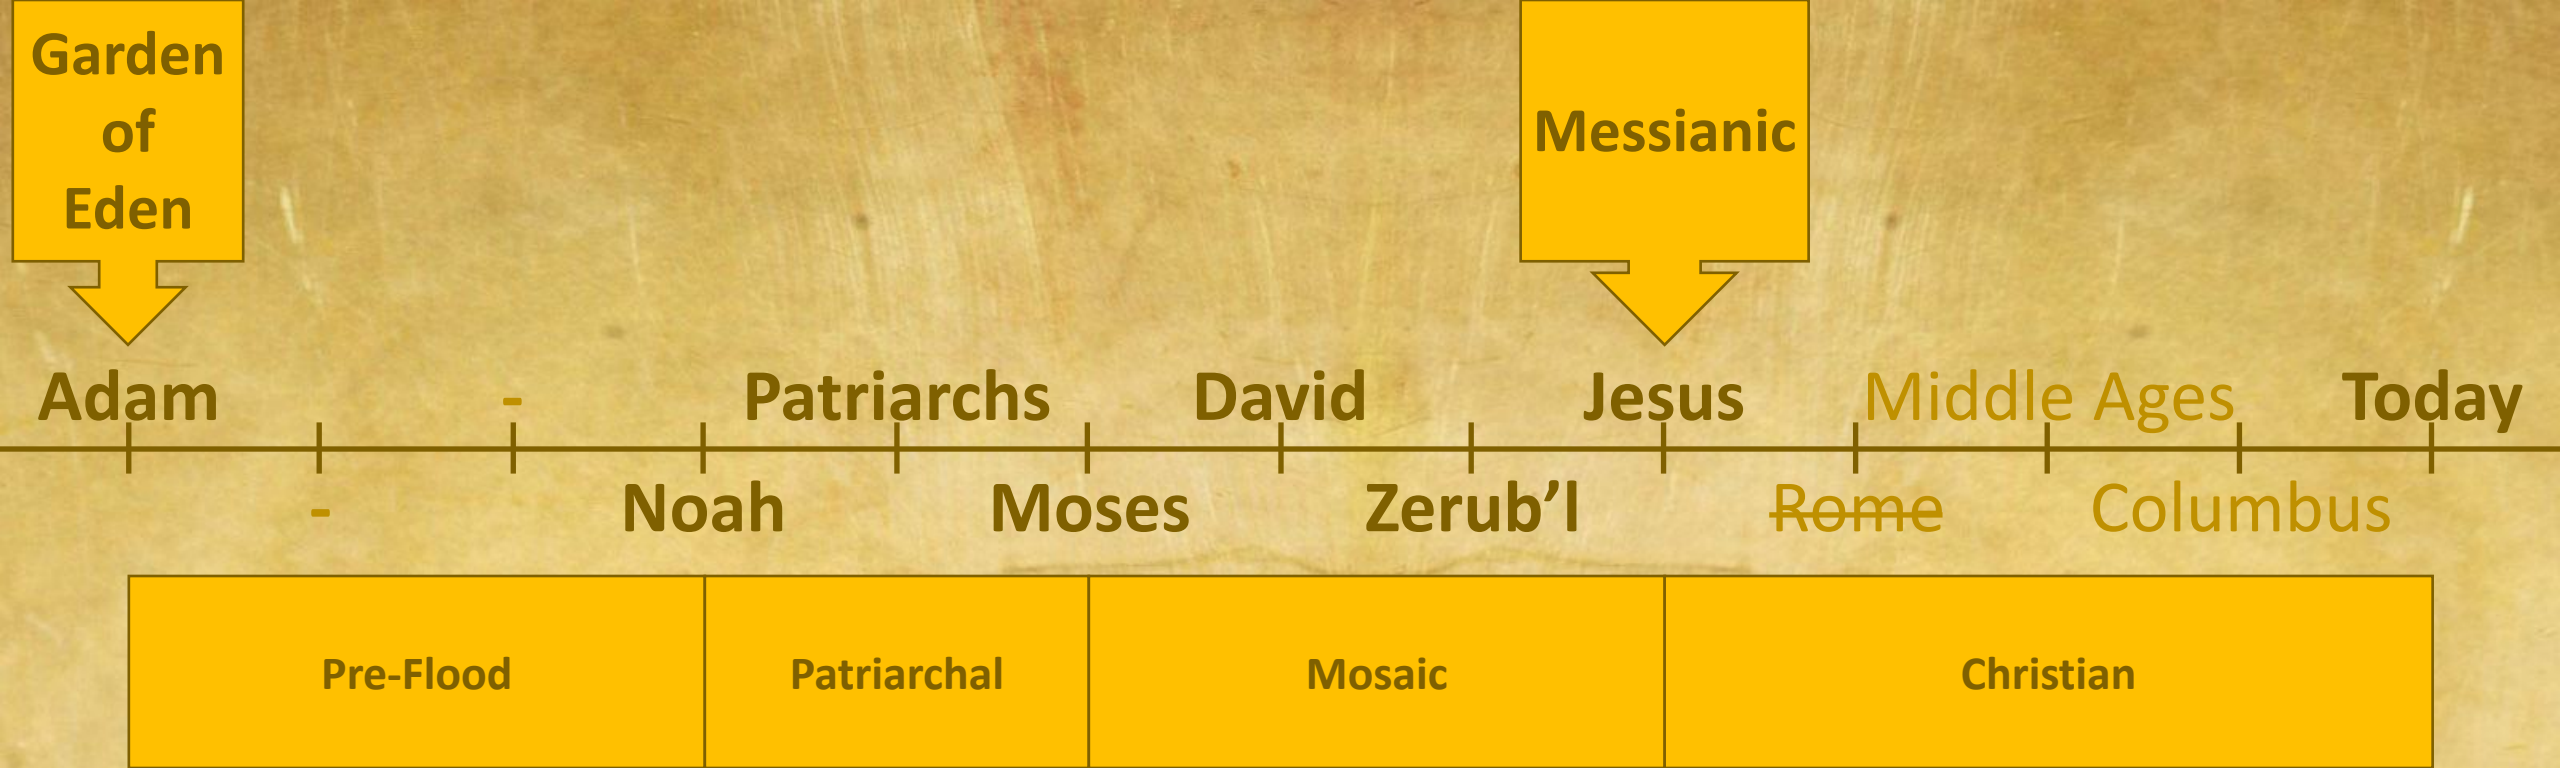 Garden
of
Eden
Messianic
Adam - Patriarchs David Jesus Middle Ages Today
- Noah Moses Zerub’l Rome Columbus
Pre-Flood Patriarchal Mosaic Christian